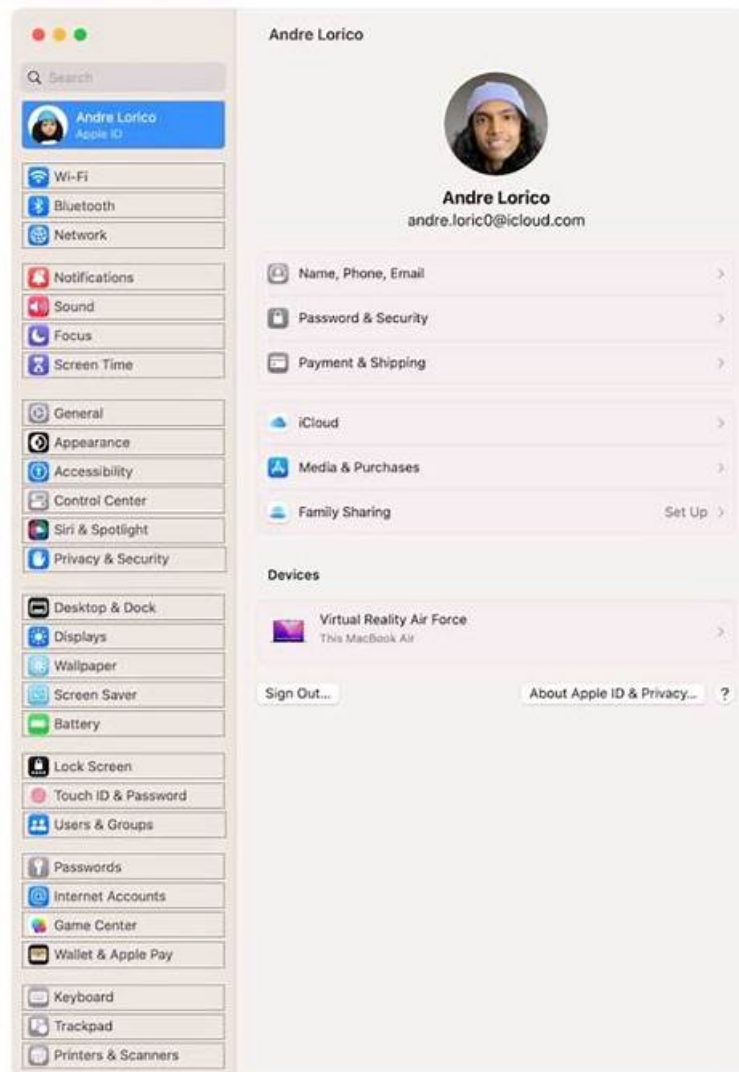 Andre Lorico
Search
Andre Lorico
Apple ID
Wi-Fi
Bluetooth
Network
Notifications
Sound
Focus
Screen Time
General
Appearance
Accessibility
Control Center
Siri & Spotlight
Privacy & Security
Desktop & Dock
Displays
Wallpaper
Screen Saver
Battery
Lock Screen
Touch ID & Password
Users & Groups
Passwords
Internet Accounts
Game Center
Wallet & Apple Pay
Keyboard
Trackpad
Printers & Scanners
Andre Lorico
andre.loric0@icloud.com
Name, Phone, Email
Password & Security
Payment & Shipping
iCloud
Media & Purchases
Family Sharing Set Up
Devices
Virtual Reality Air Force
This MacBook Air
Sign Out... About Apple ID & Privacy... ?